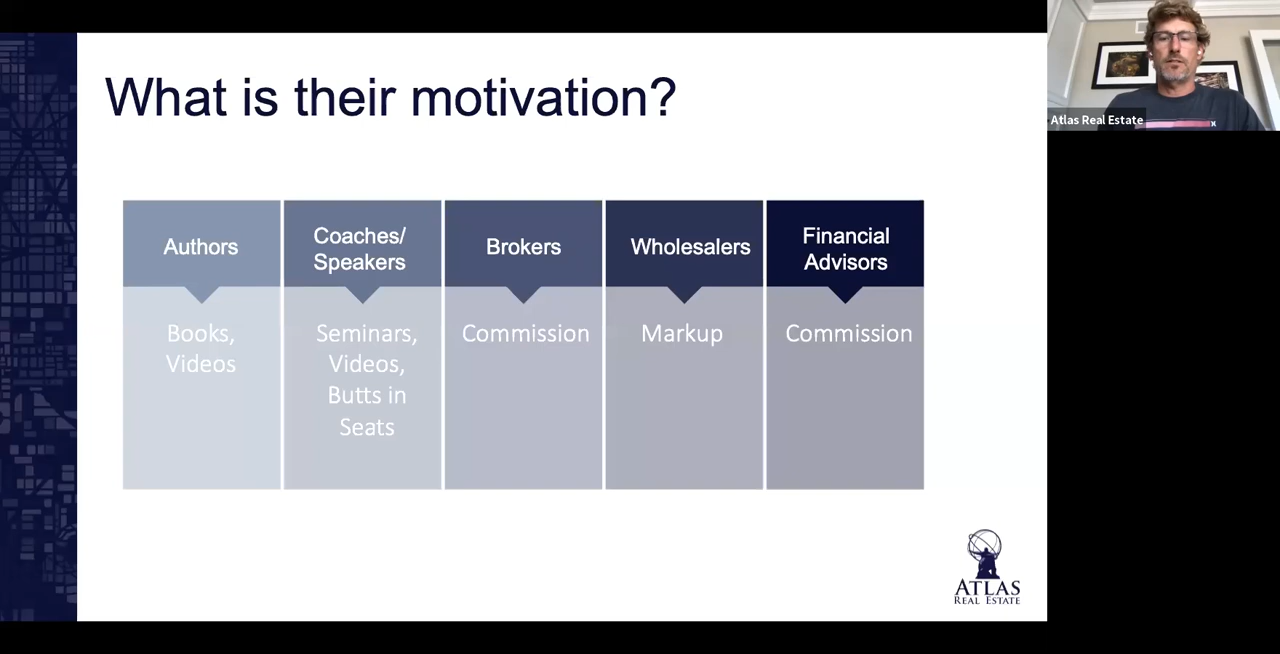 What is their motivation?
Atlas Real Estate
Authors
Coaches/
Speakers
Brokers
Wholesalers
Financial
Advisors
Books,
Videos
Seminars,
Videos,
Butts in
Seats
Commission
Markup
Commission
ATLAS
REAL ESTATE